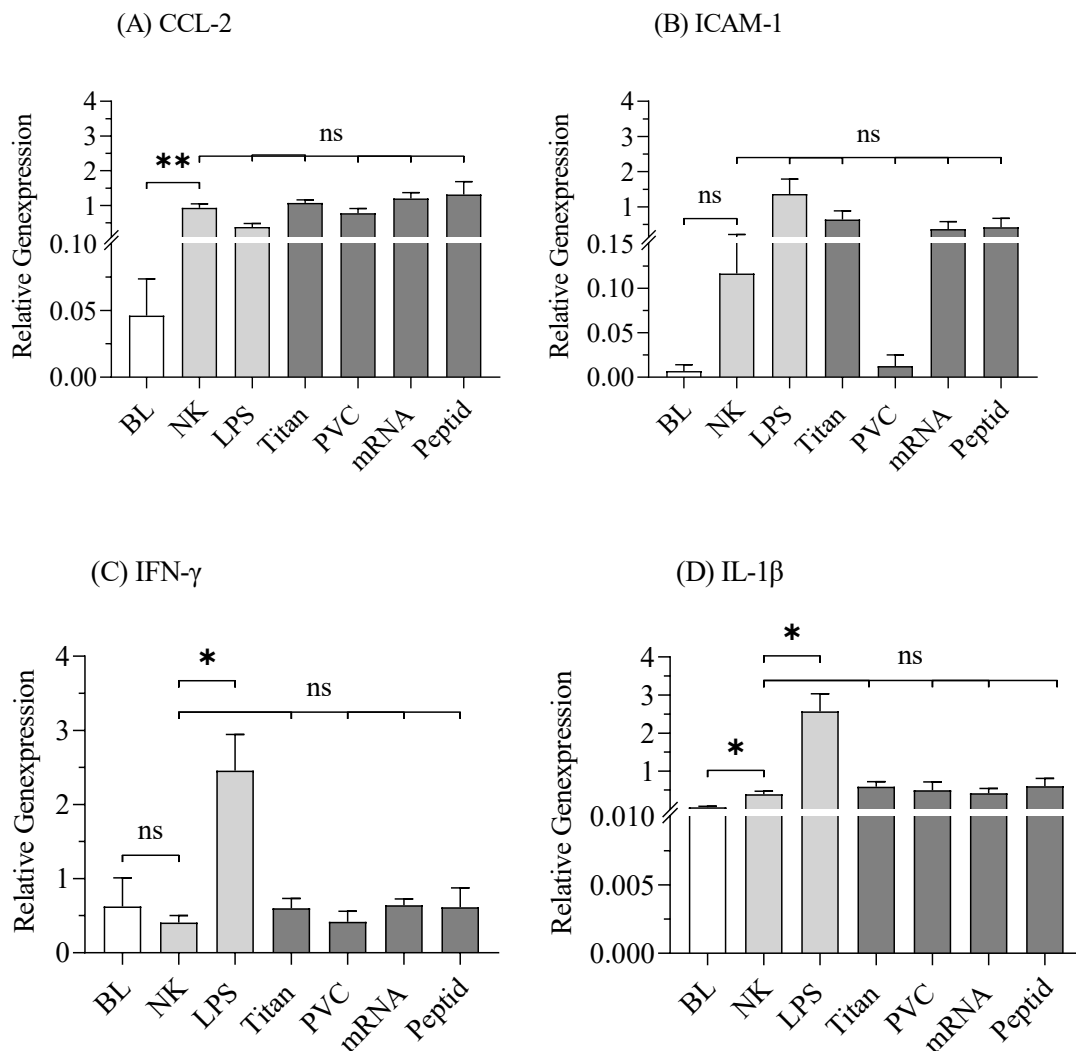 (A) CCL-2
(B) ICAM-1
Relative Genexpression
4
3
2
1
0.10
0.05
0.00
**
ns
BL
NK
LPS
Titan
PVC
mRNA
Peptid
Relative Genexpression
4
3
2
1
0.15
0.10
0.05
0.00
ns
ns
BL
NK
LPS
Titan
PVC
mRNA
Peptid
(C) IFN-γ
(D) IL-1β
Relative Genexpression
4
3
2
1
0
*
ns
ns
BL
NK
LPS
Titan
PVC
mRNA
Peptid
Relative Genexpression
4
3
2
1
0.010
0.005
0.000
*
ns
*
BL
NK
LPS
Titan
PVC
mRNA
Peptid